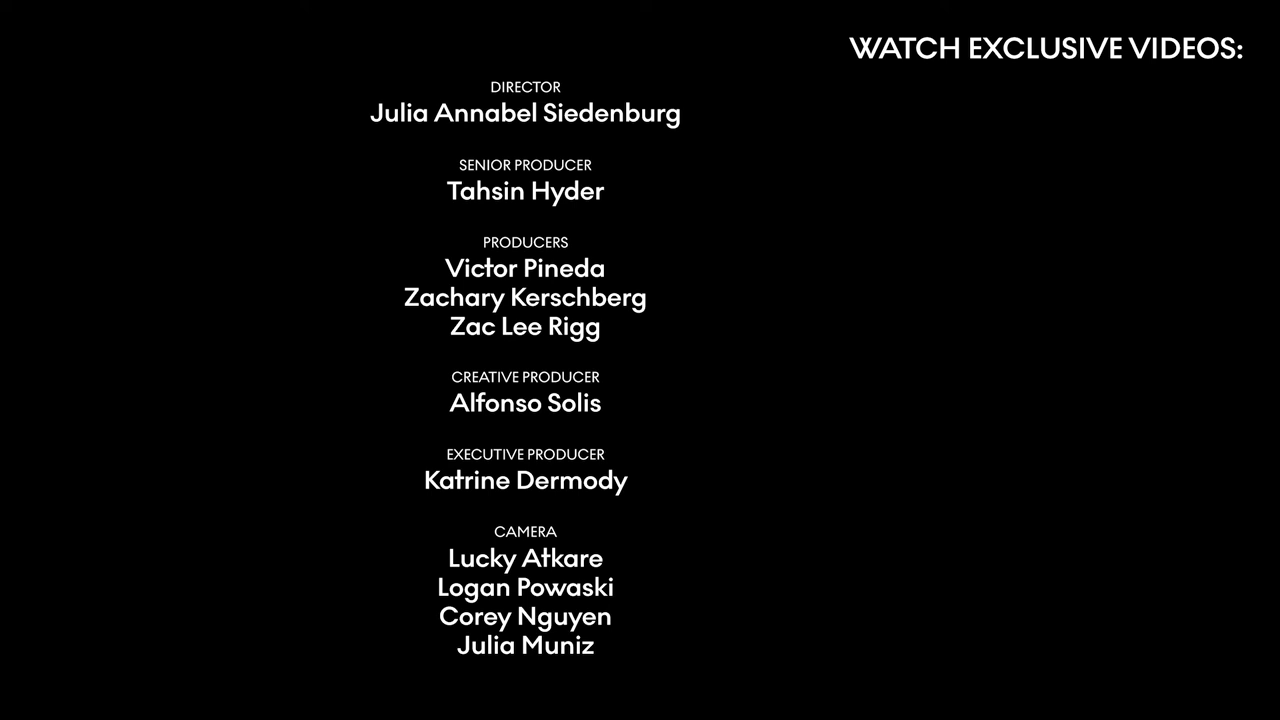 WATCH EXCLUSIVE VIDEOS:
DIRECTOR
Julia Annabel Siedenburg
SENIOR PRODUCER
Tahsin Hyder
PRODUCERS
Victor Pineda
Zachary Kerschberg
Zac Lee Rigg
CREATIVE PRODUCER
Alfonso Solis
EXECUTIVE PRODUCER
Katrine Dermody
CAMERA
Lucky Atkare
Logan Powaski
Corey Nguyen
Julia Muniz